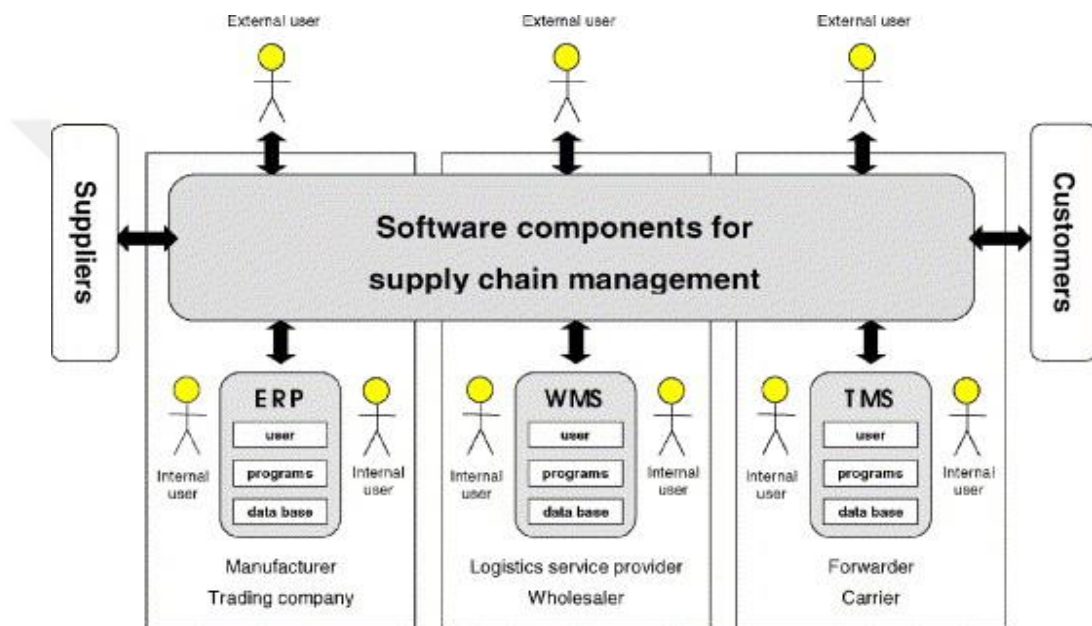 External user
External user
External user
Suppliers
Customers
Software components for
supply chain management
ERP
user
programs
data base
Internal
user
Internal
user
WMS
user
programs
data base
Internal
user
Internal
user
TMS
user
programs
data base
Internal
user
Internal
user
Manufacturer
Trading company
Logistics service provider
Wholesaler
Forwarder
Carrier